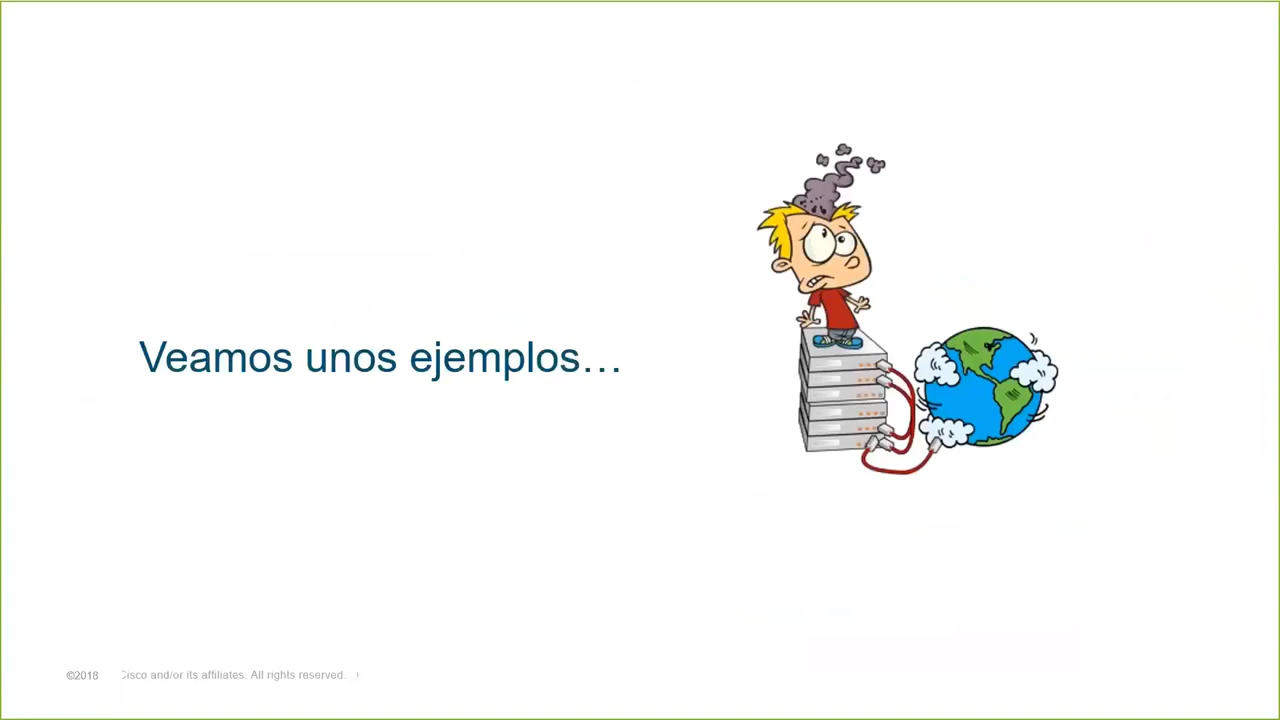 Veamos unos ejemplos…
©2018 Cisco and/or its affiliates. All rights reserved.